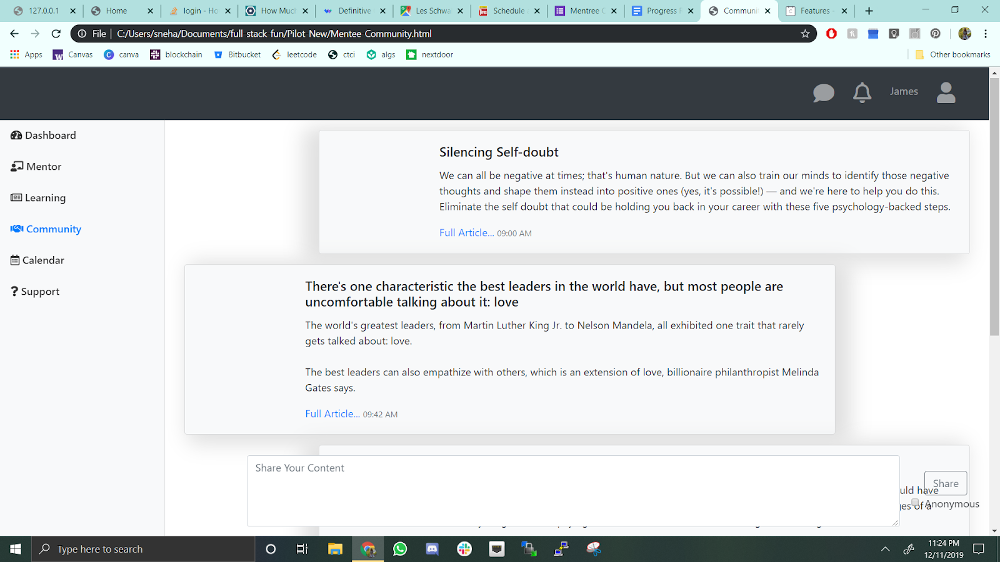 127.0.0.1
Home
login - Ho
How Muc
Definitive
Les Schwa
Schedule
Mentree
Progress
Communi
Features -
File
C:/Users/sneha/Documents/full-stack-fun/Pilot-New/Mentee-Community.html
Apps
Canvas
canva
blockchain
Bitbucket
leetcode
ctci
algs
nextdoor
Other bookmarks
James
Dashboard
Mentor
Learning
Community
Calendar
Support
Silencing Self-doubt
We can all be negative at times; that's human nature. But we can also train our minds to identify those negative
thoughts and shape them instead into positive ones (yes, it's possible!) — and we're here to help you do this.
Eliminate the self doubt that could be holding you back in your career with these five psychology-backed steps.
Full Article... 09:00 AM
There's one characteristic the best leaders in the world have, but most people are
uncomfortable talking about it: love
The world's greatest leaders, from Martin Luther King Jr. to Nelson Mandela, all exhibited one trait that rarely
gets talked about: love.
The best leaders can also empathize with others, which is an extension of love, billionaire philanthropist Melinda
Gates says.
Full Article... 09:42 AM
Share Your Content
Share
uld have
Anonymous
es of a
Type here to search
11:24 PM
12/11/2019